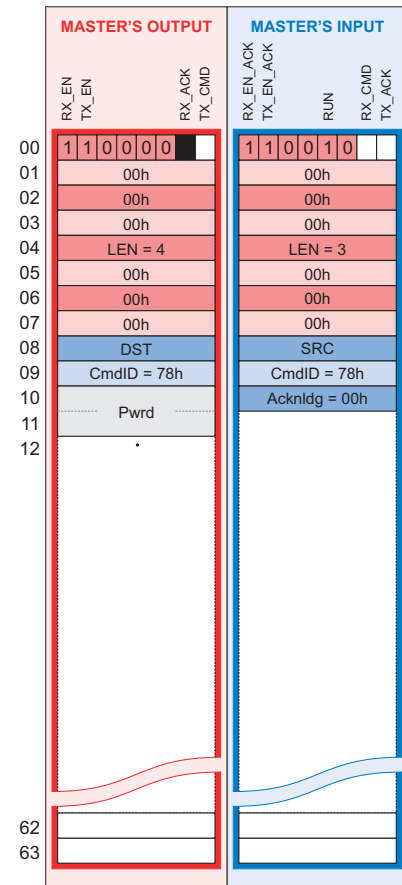 MASTER'S OUTPUT MASTER'S INPUT
RX_EN TX_EN RX_ACK TX_CMD RX_EN_ACK TX_EN_ACK RUN RX_CMD TX_ACK
00 1 1 0 0 0 0 1 1 0 0 1 0
01 00h 00h
02 00h 00h
03 00h 00h
04 LEN = 4 LEN = 3
05 00h 00h
06 00h 00h
07 00h 00h
08 DST SRC
09 CmdID = 78h CmdID = 78h
10 Pwrd Acknldg = 00h
11
12
62
63